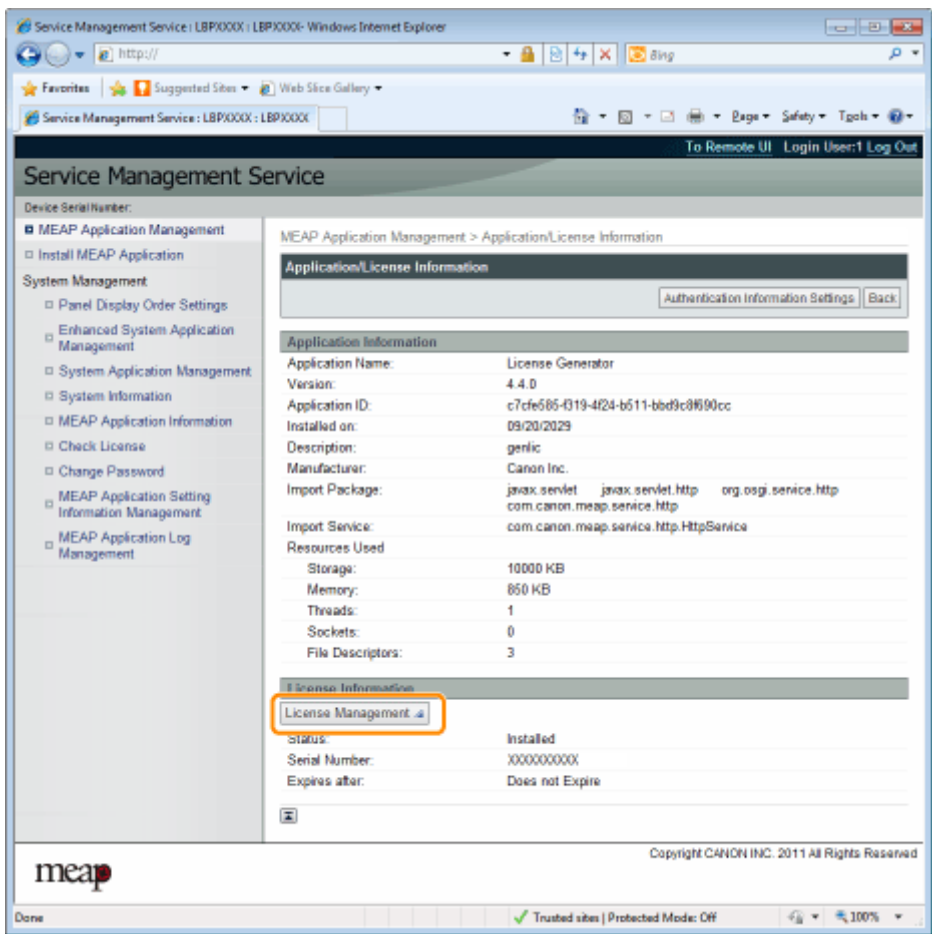 Service Management Service : LBPXXXX : LBPXXXX- Windows Internet Explorer
http://
Bing
Favorites Suggested Sites Web Slice Gallery
Service Management Service : LBPXXXX : LBPXXXX
Page Safety Tools
To Remote UI Login User:1 Log Out
Service Management Service
Device Serial Number:
MEAP Application Management
Install MEAP Application
System Management
Panel Display Order Settings
Enhanced System Application
Management
System Application Management
System Information
MEAP Application Information
Check License
Change Password
MEAP Application Setting
Information Management
MEAP Application Log
Management
MEAP Application Management > Application/License Information
Application/License Information
Authentication Information Settings Back
Application Information
Application Name: License Generator
Version: 4.4.0
Application ID: c7cfe585-f319-4f24-b511-bbd9c8f690cc
Installed on: 09/20/2029
Description: genlic
Manufacturer: Canon Inc.
Import Package: javax.servlet javax.servlet.http org.osgi.service.http
com.canon.meap.service.http
Import Service: com.canon.meap.service.http.HttpService
Resources Used
Storage: 10000 KB
Memory: 850 KB
Threads: 1
Sockets: 0
File Descriptors: 3
License Information
License Management
Status: Installed
Serial Number: XXXXXXXXXX
Expires after: Does not Expire
Copyright CANON INC. 2011 All Rights Reserved
meap
Done
Trusted sites | Protected Mode: Off
100%